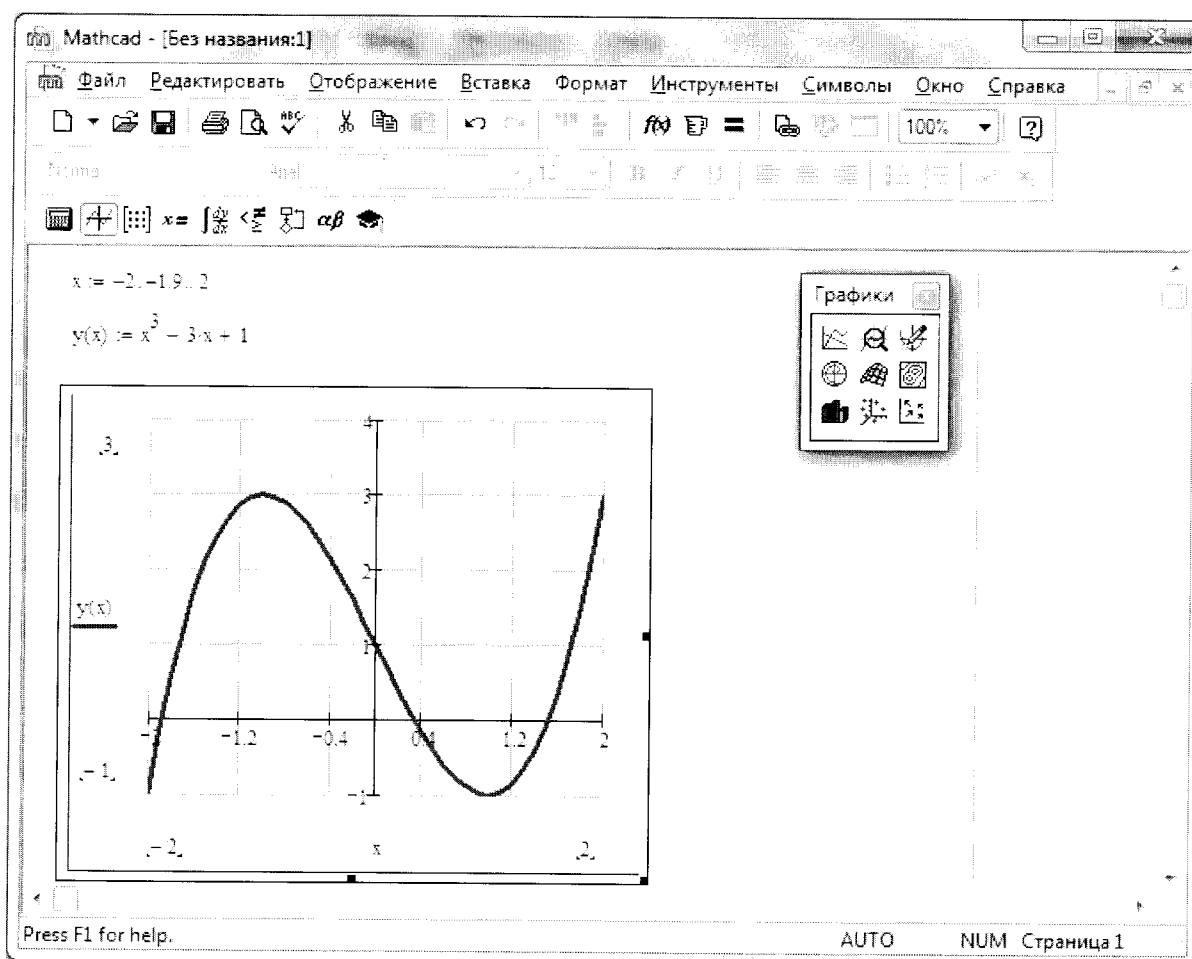 Mathcad - [Без названия:1]
Файл Редактировать Отображение Вставка Формат Инструменты Символы Окно Справка
ABC
f(x) 100%
B I U
x= αβ
x := -2, -1.9.. 2
Графики
y(x) := x³ - 3·x + 1
4
3
3
2
y(x)
1
-1.2 -0.4 0.4 1.2 2
-1
-1
-2 x 2
Press F1 for help. AUTO NUM Страница 1